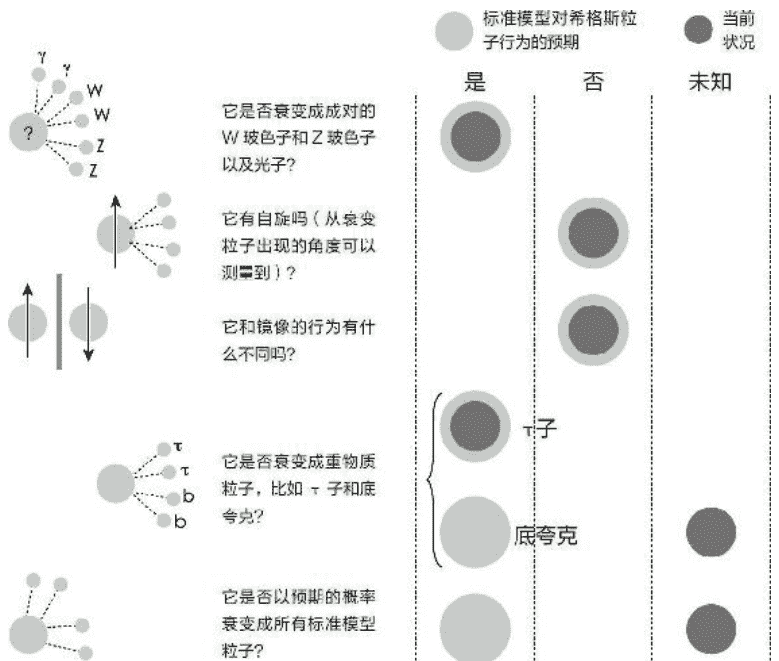 标准模型对希格斯粒
子行为的预期
当前
状况
是
否
未知
γ
γ
W
W
Z
Z
?
它是否衰变成成对的
W 玻色子和 Z 玻色子
以及光子?
它有自旋吗(从衰变
粒子出现的角度可以
测到)?
它和镜像的行为有什
么不同吗?
τ子
τ
τ
b
b
它是否衰变成重物质
粒子,比如 τ 子和底
夸克?
底夸克
它是否以预期的概率
衰变成所有标准模型
粒子?